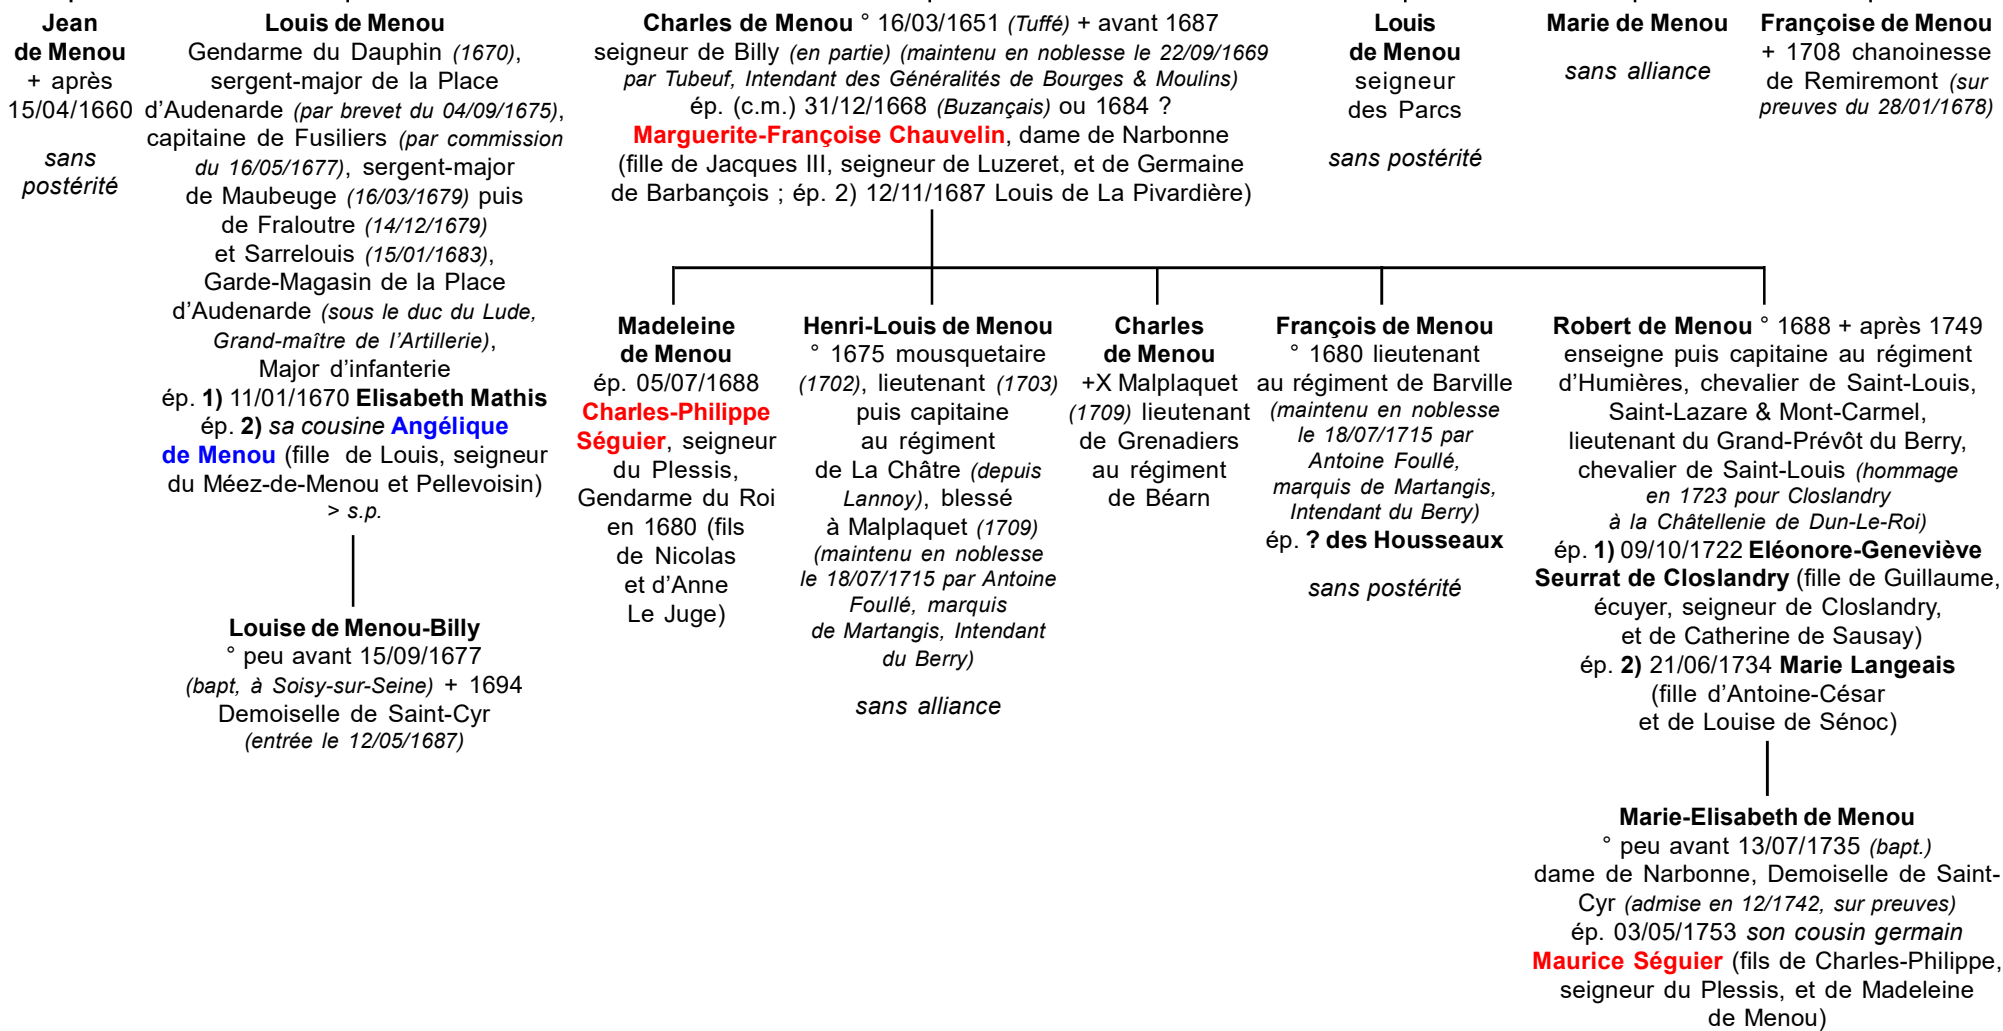 Jean
de Menou
+ après
15/04/1660
sans
postérité
Louis de Menou
Gendarme du Dauphin (1670),
sergent-major de la Place
d'Audenarde (par brevet du 04/09/1675),
capitaine de Fusiliers (par commission
du 16/05/1677), sergent-major
de Maubeuge (16/03/1679) puis
de Fraloutre (14/12/1679)
et Sarrelouis (15/01/1683),
Garde-Magasin de la Place
d'Audenarde (sous le duc du Lude,
Grand-maître de l'Artillerie),
Major d'infanterie
ép. 1) 11/01/1670 Elisabeth Mathis
ép. 2) sa cousine Angélique
de Menou (fille de Louis, seigneur
du Méez-de-Menou et Pellevoisin)
> s.p.
Charles de Menou ° 16/03/1651 (Tuffé) + avant 1687
seigneur de Billy (en partie) (maintenu en noblesse le 22/09/1669
par Tubeuf, Intendant des Généralités de Bourges & Moulins)
ép. (c.m.) 31/12/1668 (Buzançais) ou 1684 ?
Marguerite-Françoise Chauvelin, dame de Narbonne
(fille de Jacques III, seigneur de Luzeret, et de Germaine
de Barbançois ; ép. 2) 12/11/1687 Louis de La Pivardière)
Louis
de Menou
seigneur
des Parcs
sans postérité
Marie de Menou
sans alliance
Françoise de Menou
+ 1708 chanoinesse
de Remiremont (sur
preuves du 28/01/1678)
Louise de Menou-Billy
° peu avant 15/09/1677
(bapt, à Soisy-sur-Seine) + 1694
Demoiselle de Saint-Cyr
(entrée le 12/05/1687)
Madeleine
de Menou
ép. 05/07/1688
Charles-Philippe
Séguier, seigneur
du Plessis,
Gendarme du Roi
en 1680 (fils
de Nicolas
et d'Anne
Le Juge)
Henri-Louis de Menou
° 1675 mousquetaire
(1702), lieutenant (1703)
puis capitaine
au régiment
de La Châtre (depuis
Lannoy), blessé
à Malplaquet (1709)
(maintenu en noblesse
le 18/07/1715 par Antoine
Foullé, marquis
de Martangis, Intendant
du Berry)
sans alliance
Charles
de Menou
+X Malplaquet
(1709) lieutenant
de Grenadiers
au régiment
de Béarn
François de Menou
° 1680 lieutenant
au régiment de Barville
(maintenu en noblesse
le 18/07/1715 par
Antoine Foullé,
marquis de Martangis,
Intendant du Berry)
ép. ? des Housseaux
sans postérité
Robert de Menou ° 1688 + après 1749
enseigne puis capitaine au régiment
d'Humières, chevalier de Saint-Louis,
Saint-Lazare & Mont-Carmel,
lieutenant du Grand-Prévôt du Berry,
chevalier de Saint-Louis (hommage
en 1723 pour Closlandry
à la Châtellenie de Dun-Le-Roi)
ép. 1) 09/10/1722 Eléonore-Geneviève
Seurrat de Closlandry (fille de Guillaume,
écuyer, seigneur de Closlandry,
et de Catherine de Sausay)
ép. 2) 21/06/1734 Marie Langeais
(fille d'Antoine-César
et de Louise de Sénoc)
Marie-Elisabeth de Menou
° peu avant 13/07/1735 (bapt.)
dame de Narbonne, Demoiselle de Saint-
Cyr (admise en 12/1742, sur preuves)
ép. 03/05/1753 son cousin germain
Maurice Séguier (fils de Charles-Philippe,
seigneur du Plessis, et de Madeleine
de Menou)